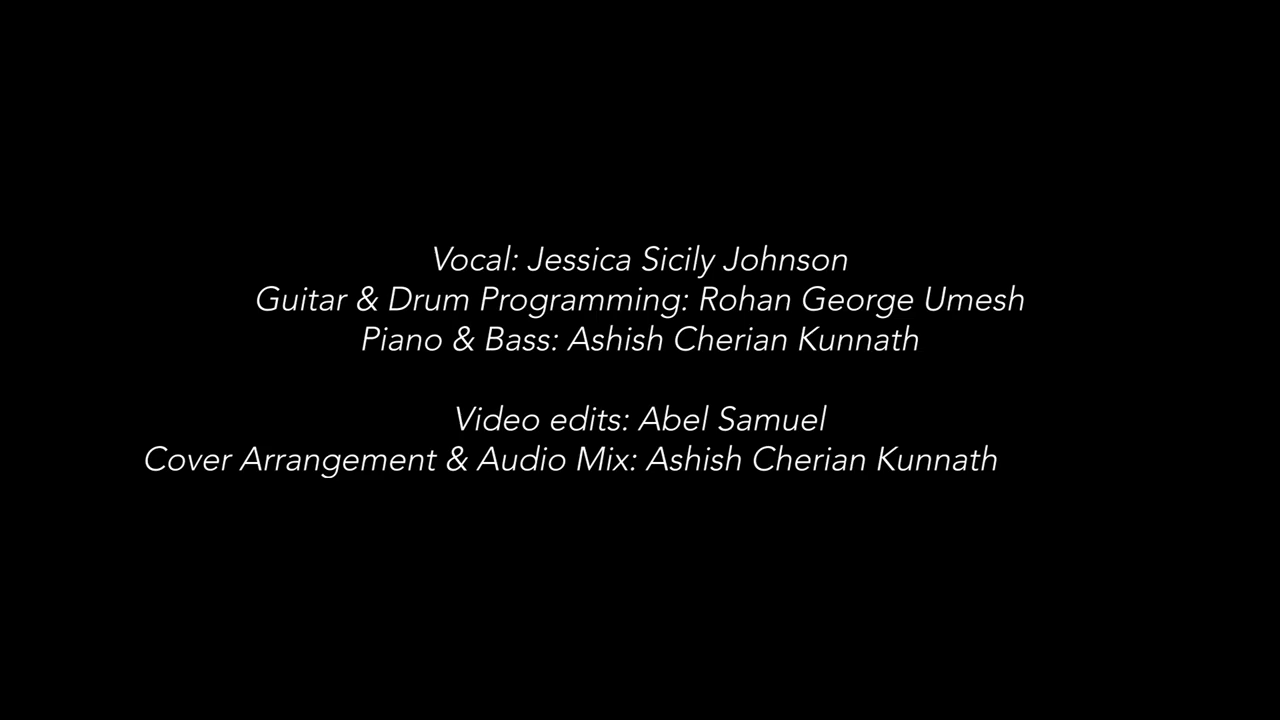 Vocal: Jessica Sicily Johnson
Guitar & Drum Programming: Rohan George Umesh
Piano & Bass: Ashish Cherian Kunnath
Video edits: Abel Samuel
Cover Arrangement & Audio Mix: Ashish Cherian Kunnath